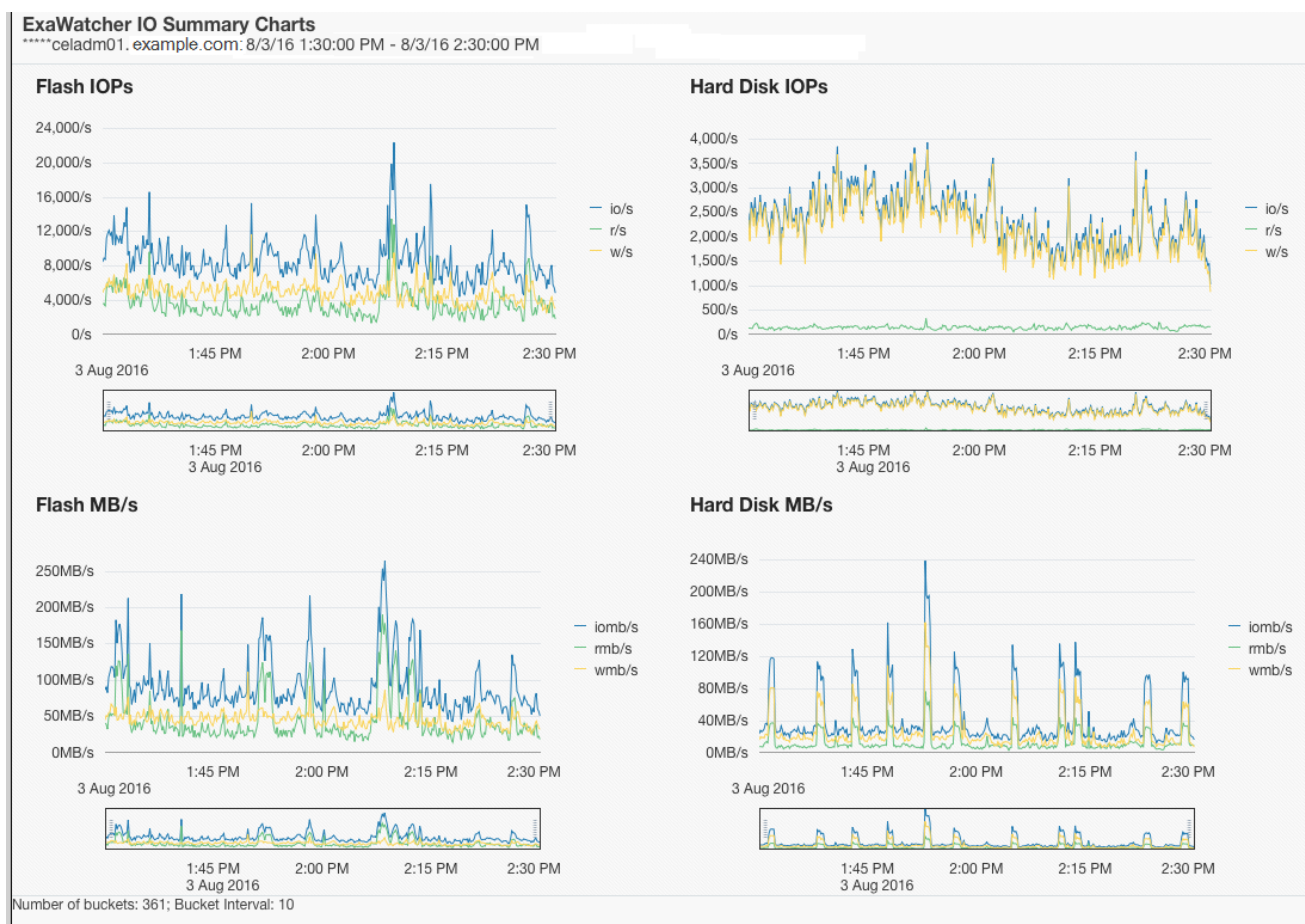 ExaWatcher IO Summary Charts
*****celadm01. example.com: 8/3/16 1:30:00 PM - 8/3/16 2:30:00 PM
Flash IOPs
24,000/s
20,000/s
16,000/s
12,000/s
8,000/s
4,000/s
0/s
1:45 PM 2:00 PM 2:15 PM 2:30 PM
3 Aug 2016
io/s
r/s
w/s
1:45 PM 2:00 PM 2:15 PM 2:30 PM
3 Aug 2016
Hard Disk IOPs
4,000/s
3,500/s
3,000/s
2,500/s
2,000/s
1,500/s
1,000/s
500/s
0/s
1:45 PM 2:00 PM 2:15 PM 2:30 PM
3 Aug 2016
io/s
r/s
w/s
1:45 PM 2:00 PM 2:15 PM 2:30 PM
3 Aug 2016
Flash MB/s
250MB/s
200MB/s
150MB/s
100MB/s
50MB/s
0MB/s
1:45 PM 2:00 PM 2:15 PM 2:30 PM
3 Aug 2016
iomb/s
rmb/s
wmb/s
1:45 PM 2:00 PM 2:15 PM 2:30 PM
3 Aug 2016
Hard Disk MB/s
240MB/s
200MB/s
160MB/s
120MB/s
80MB/s
40MB/s
0MB/s
1:45 PM 2:00 PM 2:15 PM 2:30 PM
3 Aug 2016
iomb/s
rmb/s
wmb/s
1:45 PM 2:00 PM 2:15 PM 2:30 PM
3 Aug 2016
Number of buckets: 361; Bucket Interval: 10